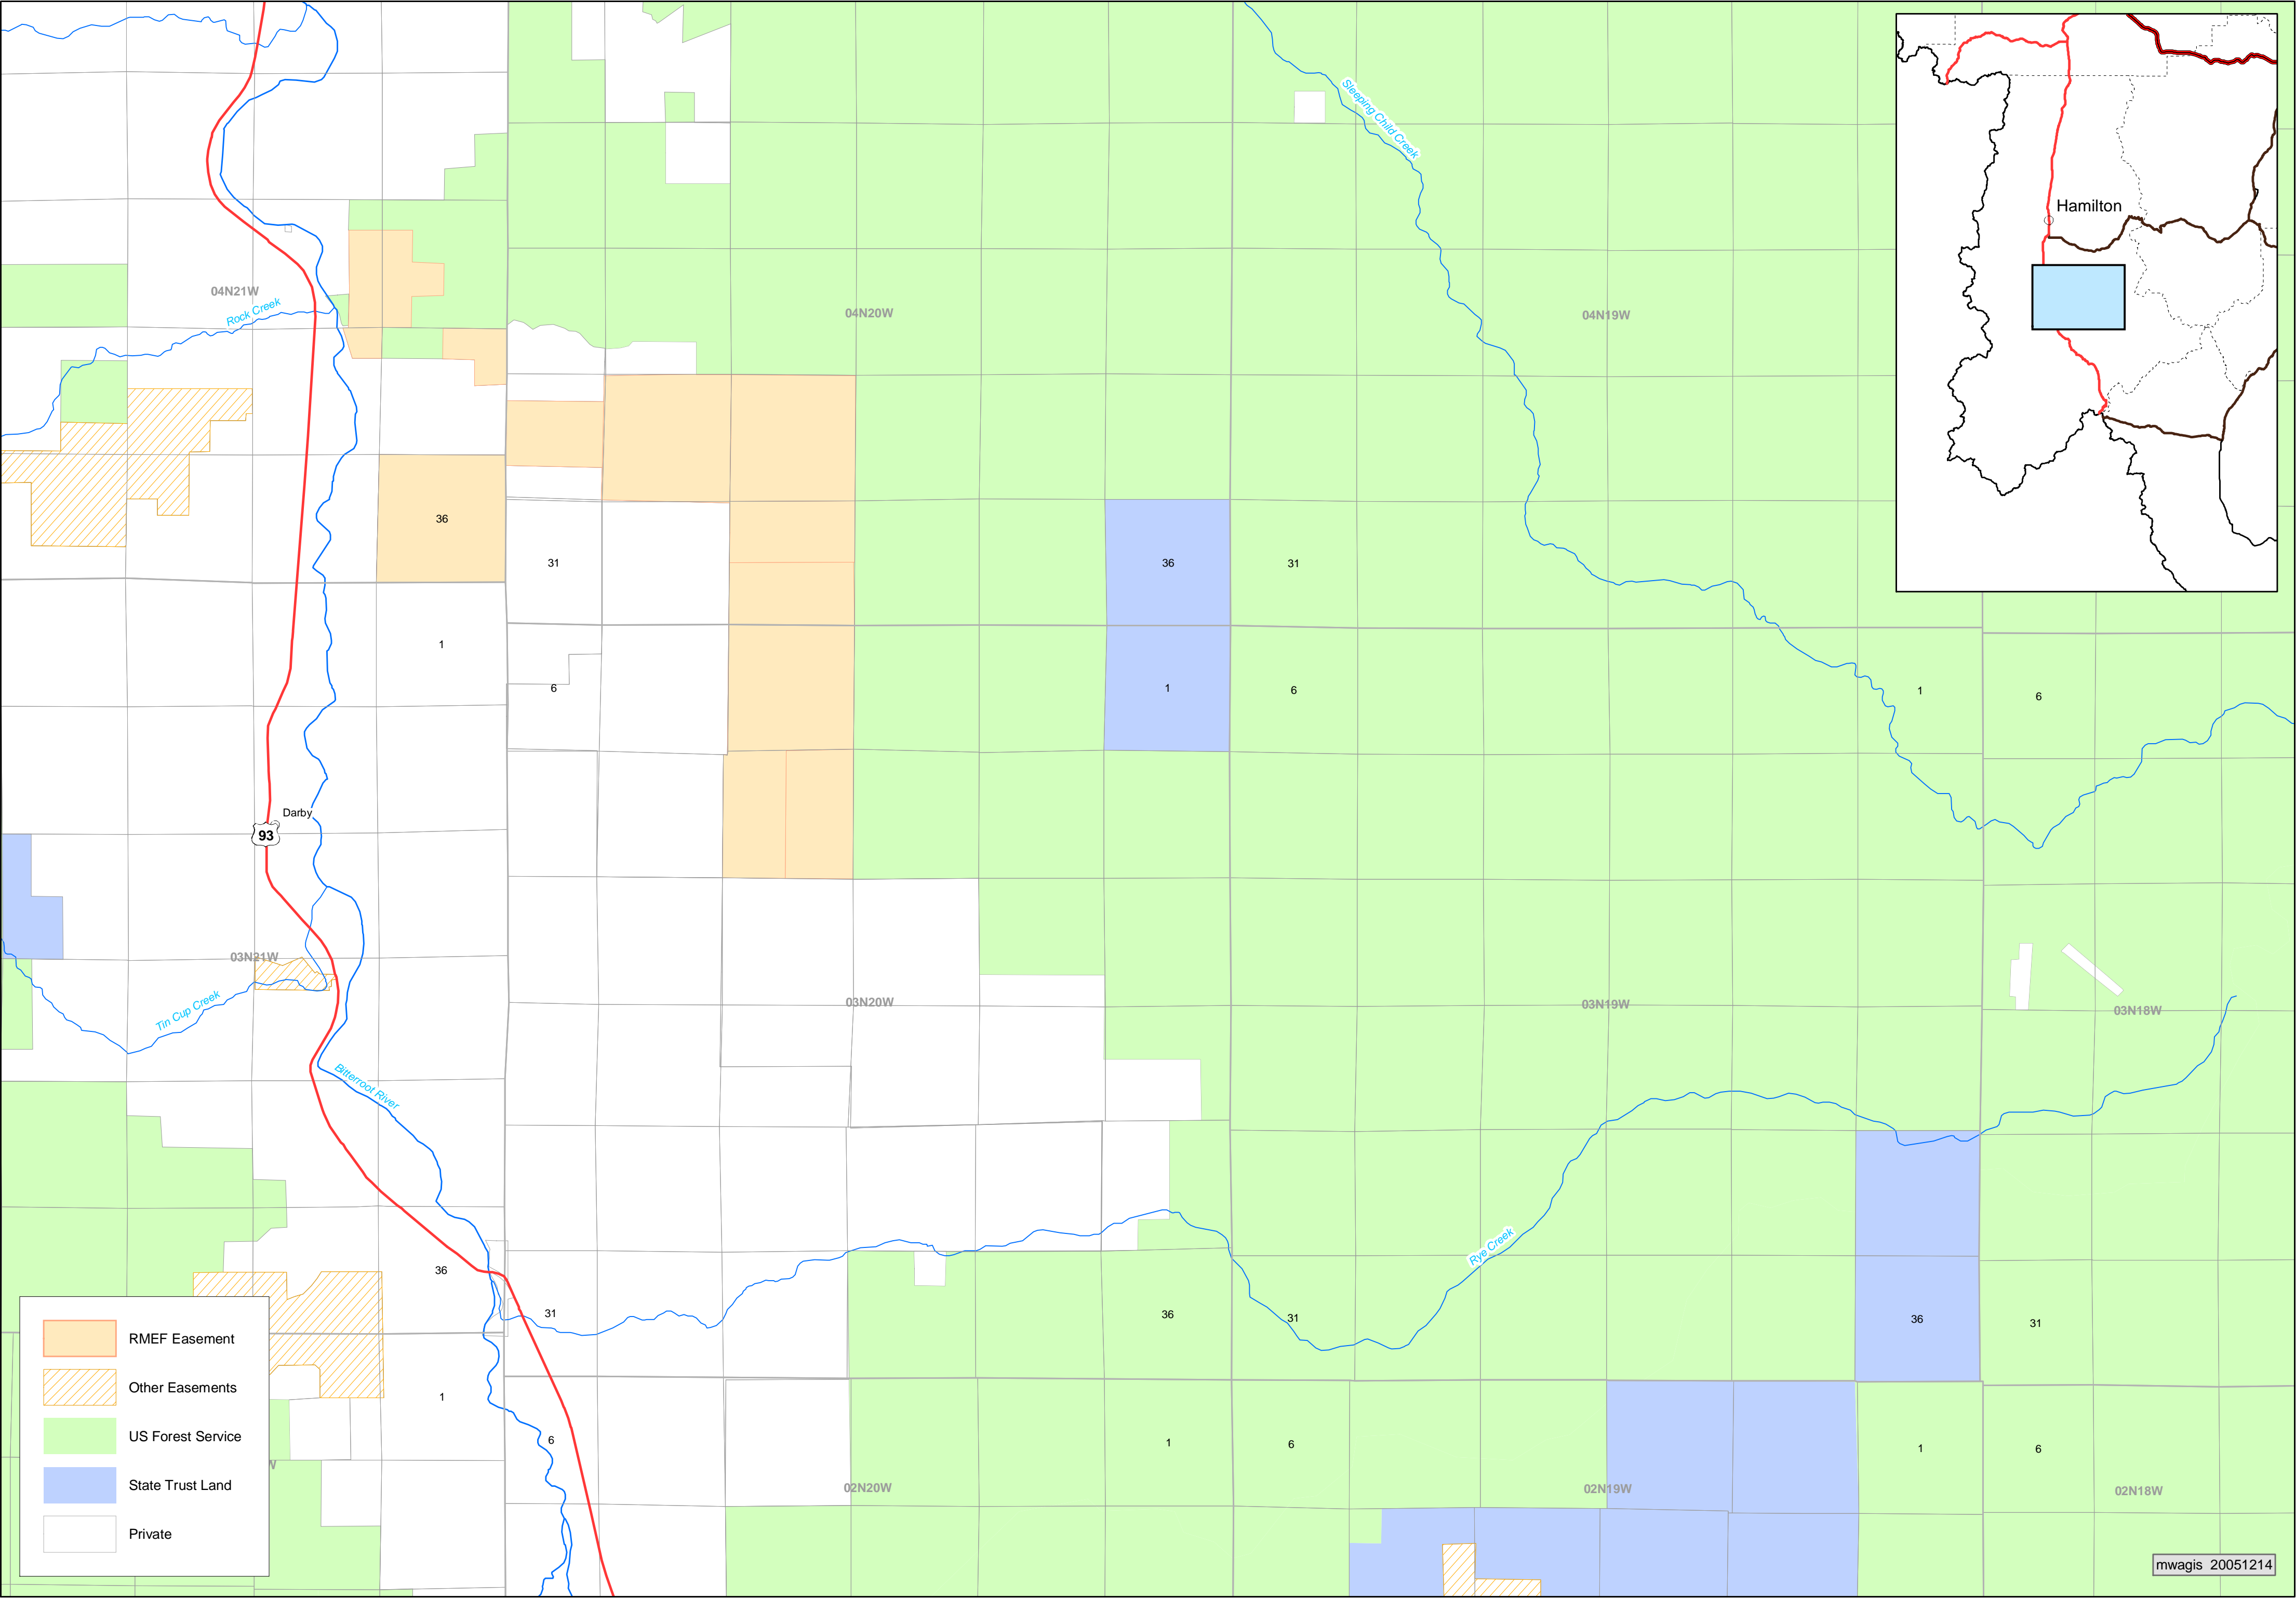 Sleeping Child Creek
Hamilton
04N21W
Rock Creek
04N20W
04N19W
36
31
36
31
1
6
1
6
1
6
Darby
93
03N21W
Tin Cup Creek
03N20W
03N19W
03N18W
Bitterroot River
Rye Creek
36
31
36
31
36
31
1
6
1
6
1
6
W
02N20W
02N19W
02N18W
RMEF Easement
Other Easements
US Forest Service
State Trust Land
Private
mwagis 20051214